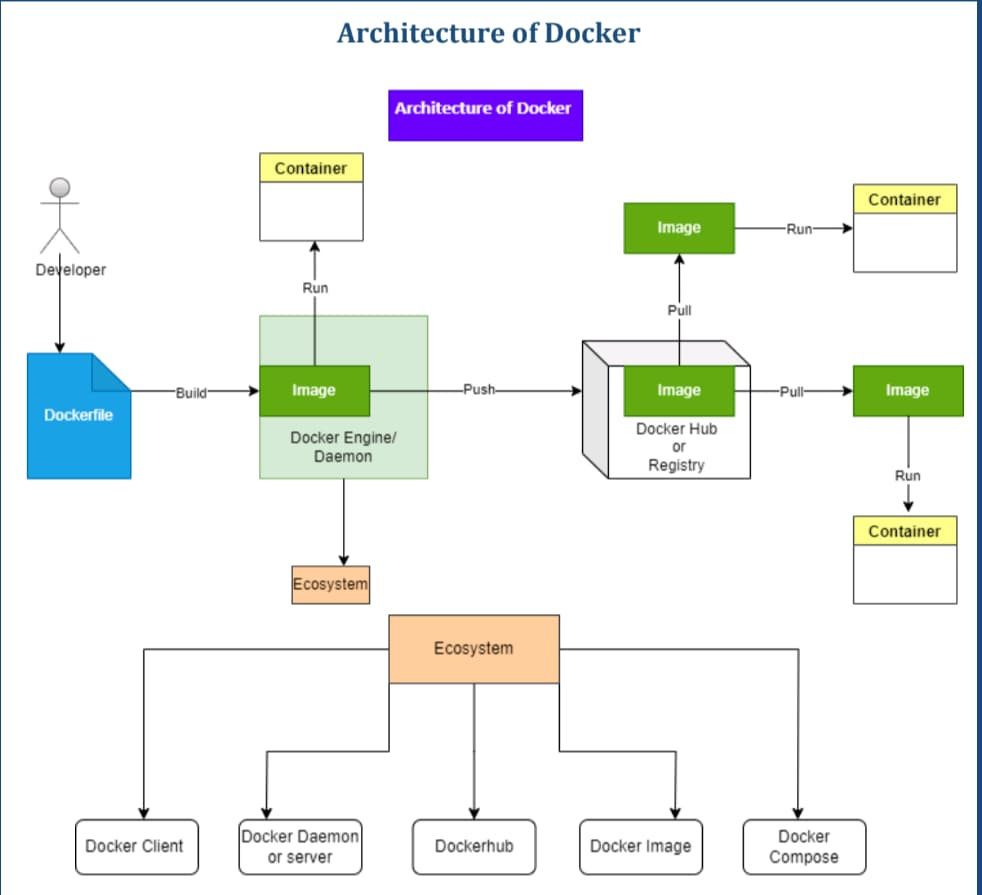 Architecture of Docker
Architecture of Docker
Container
Container
Image
Run
Developer
Run
Pull
Dockerfile
Build
Image
Push
Image
Pull
Image
Docker Engine/
Daemon
Docker Hub
or
Registry
Run
Container
Ecosystem
Ecosystem
Docker Client
Docker Daemon
or server
Dockerhub
Docker Image
Docker
Compose